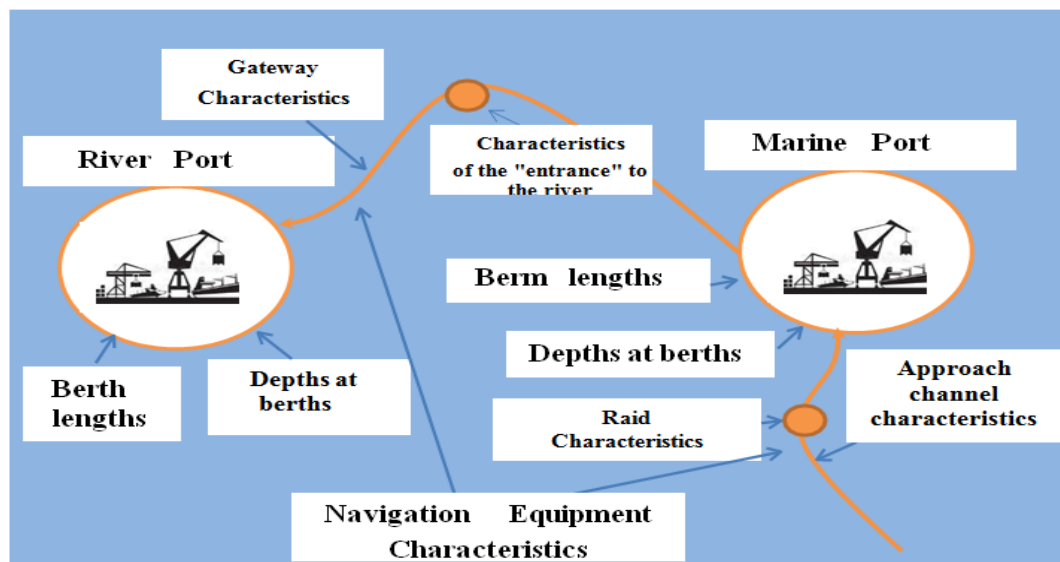 Gateway
Characteristics
River Port
Characteristics
of the "entrance" to
the river
Marine Port
Berm lengths
Depths at berths
Berth
lengths
Depths at
berths
Raid
Characteristics
Approach
channel
characteristics
Navigation Equipment
Characteristics